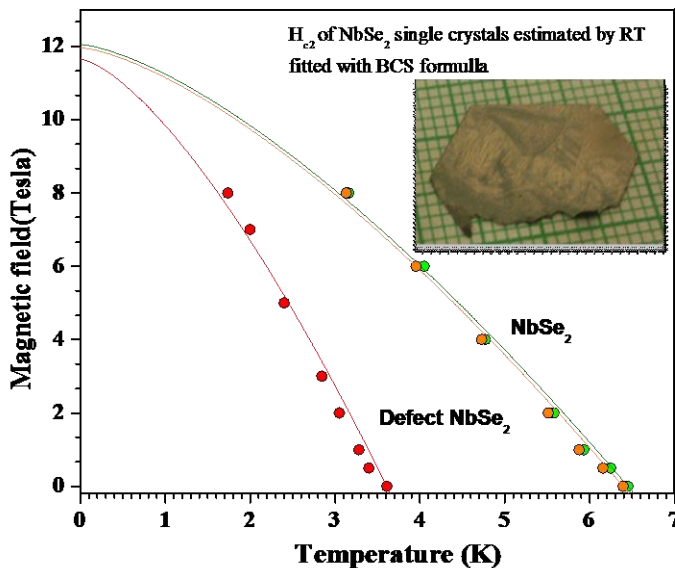 H_c2 of NbSe_2 single crystals estimated by RT
fitted with BCS formulla
12
10
8
6
4
2
0
Magnetic field(Tesla)
NbSe_2
Defect NbSe_2
0 1 2 3 4 5 6 7
Temperature (K)